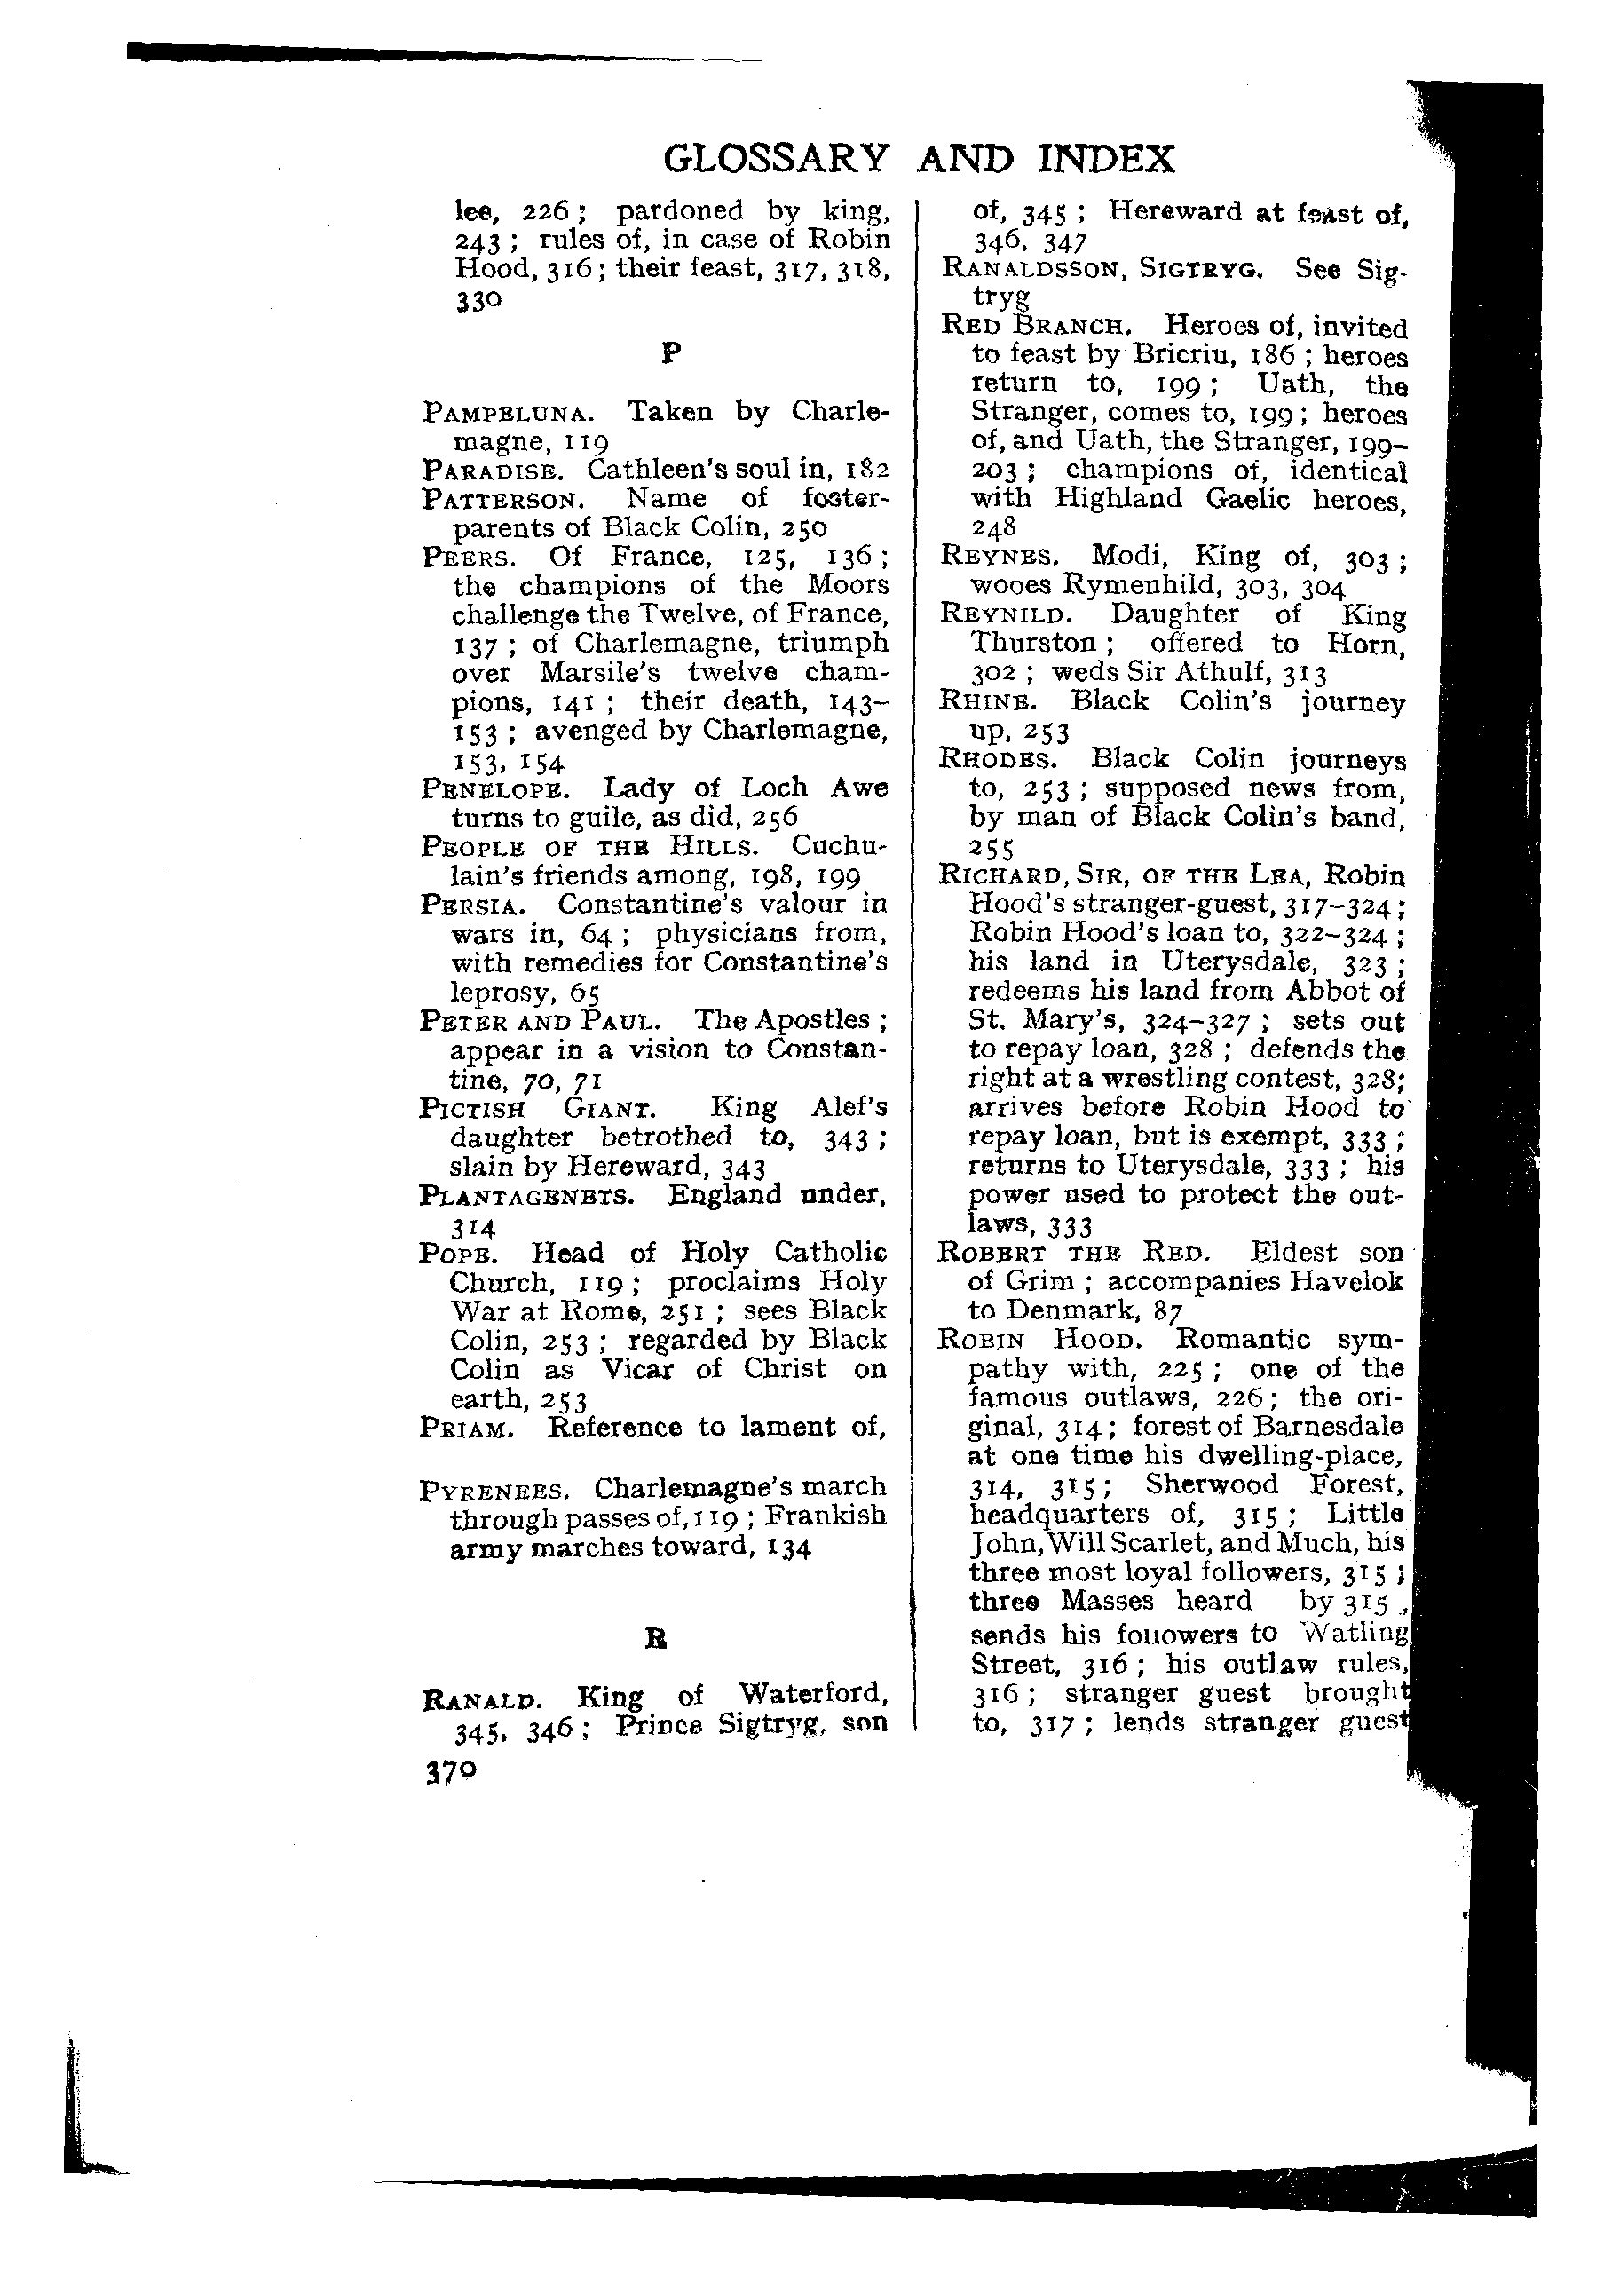 GLOSSARY AND INDEX
lee, 226 ; pardoned by king,
243 ; rules of, in case of Robin
Hood, 316 ; their feast, 317, 318,
330
P
PAMPELUNA. Taken by Charle-
magne, 119
PARADISE. Cathleen's soul in, 182
PATTERSON. Name of foster-
parents of Black Colin, 250
PEERS. Of France, 125, 136 ;
the champions of the Moors
challenge the Twelve, of France,
137 ; of Charlemagne, triumph
over Marsile's twelve cham-
pions, 141 ; their death, 143-
153 ; avenged by Charlemagne,
153, 154
PENELOPE. Lady of Loch Awe
turns to guile, as did, 256
PEOPLE OF THE HILLS. Cuchu-
lain's friends among, 198, 199
PERSIA. Constantine's valour in
wars in, 64 ; physicians from,
with remedies for Constantine's
leprosy, 65
PETER AND PAUL. The Apostles ;
appear in a vision to Constan-
tine, 70, 71
PICTISH GIANT. King Alef's
daughter betrothed to, 343 ;
slain by Hereward, 343
PLANTAGENETS. England under,
314
POPE. Head of Holy Catholic
Church, 119 ; proclaims Holy
War at Rome, 251 ; sees Black
Colin, 253 ; regarded by Black
Colin as Vicar of Christ on
earth, 253
PRIAM. Reference to lament of,
PYRENEES. Charlemagne's march
through passes of, 119 ; Frankish
army marches toward, 134
R
RANALD. King of Waterford,
345, 346 ; Prince Sigtryg, son
370
of, 345 ; Hereward at feast of,
346, 347
RANALDSSON, SIGTRYG. See Sig-
tryg
RED BRANCH. Heroes of, invited
to feast by Bricriu, 186 ; heroes
return to, 199 ; Uath, the
Stranger, comes to, 199 ; heroes
of, and Uath, the Stranger, 199-
203 ; champions of, identical
with Highland Gaelic heroes,
248
REYNES. Modi, King of, 303 ;
wooes Rymenhild, 303, 304
REYNILD. Daughter of King
Thurston ; offered to Horn,
302 ; weds Sir Athulf, 313
RHINE. Black Colin's journey
up, 253
RHODES. Black Colin journeys
to, 253 ; supposed news from,
by man of Black Colin's band,
255
RICHARD, SIR, OF THE LEA, Robin
Hood's stranger-guest, 317-324 ;
Robin Hood's loan to, 322-324 ;
his land in Uterysdale, 323 ;
redeems his land from Abbot of
St. Mary's, 324-327 ; sets out
to repay loan, 328 ; defends the
right at a wrestling contest, 328;
arrives before Robin Hood to
repay loan, but is exempt, 333 ;
returns to Uterysdale, 333 ; his
power used to protect the out-
laws, 333
ROBERT THE RED. Eldest son
of Grim ; accompanies Havelok
to Denmark, 87
ROBIN HOOD. Romantic sym-
pathy with, 225 ; one of the
famous outlaws, 226 ; the ori-
ginal, 314 ; forest of Barnesdale
at one time his dwelling-place,
314, 315 ; Sherwood Forest,
headquarters of, 315 ; Little
John, Will Scarlet, and Much, his
three most loyal followers, 315 ;
three Masses heard by 315 ,
sends his followers to Watling
Street, 316 ; his outlaw rules,
316 ; stranger guest brought
to, 317 ; lends stranger guest